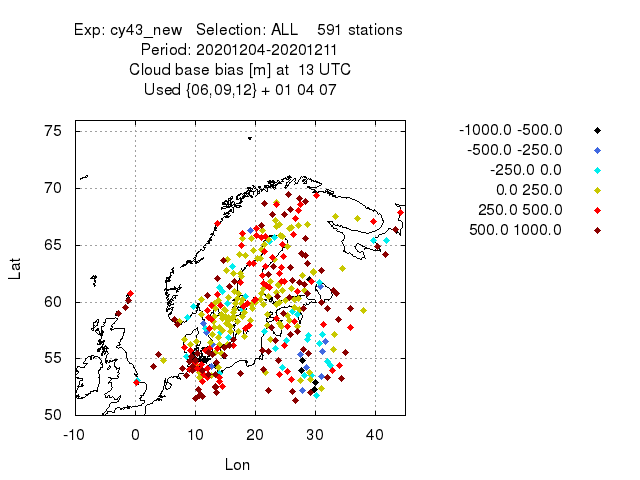 Exp: cy43_new Selection: ALL 591 stations
Period: 20201204-20201211
Cloud base bias [m] at 13 UTC
Used {06,09,12} + 01 04 07
-1000.0 -500.0
-500.0 -250.0
-250.0 0.0
0.0 250.0
250.0 500.0
500.0 1000.0
75
70
65
60
55
50
Lat
-10 0 10 20 30 40
Lon